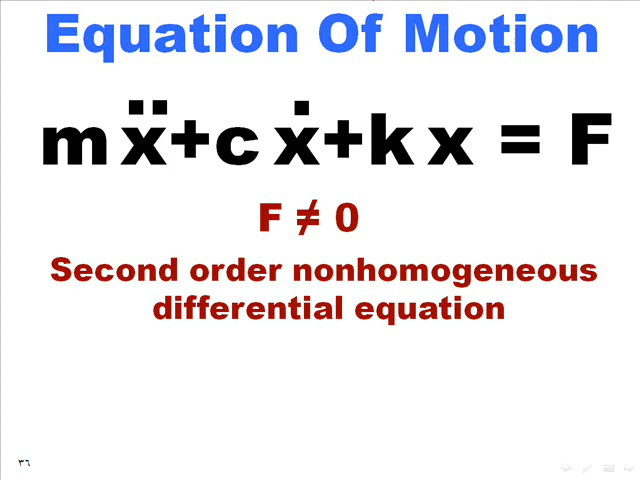 Equation Of Motion
mẍ+cẋ+kx = F
F ≠ 0
Second order nonhomogeneous
differential equation
٣٦